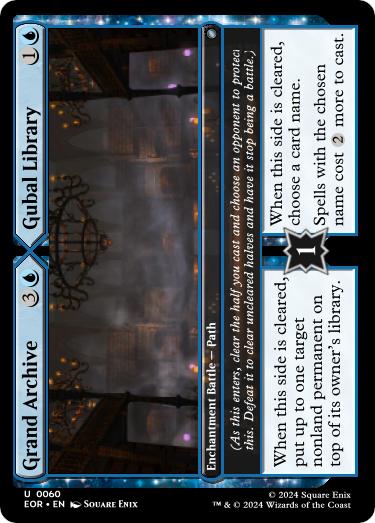 Grand Archive
3
Gubal Library
1
Enchantment Battle — Path
(As this enters, clear the half you cast and choose an opponent to protect
this. Defeat it to clear uncleared halves and have it stop being a battle.)
When this side is cleared,
put up to one target
nonland permanent on
top of its owner's library.
1
When this side is cleared,
choose a card name.
Spells with the chosen
name cost 2 more to cast.
U 0060
EOR • EN SQUARE ENIX
© 2024 Square Enix
™ & © 2024 Wizards of the Coast